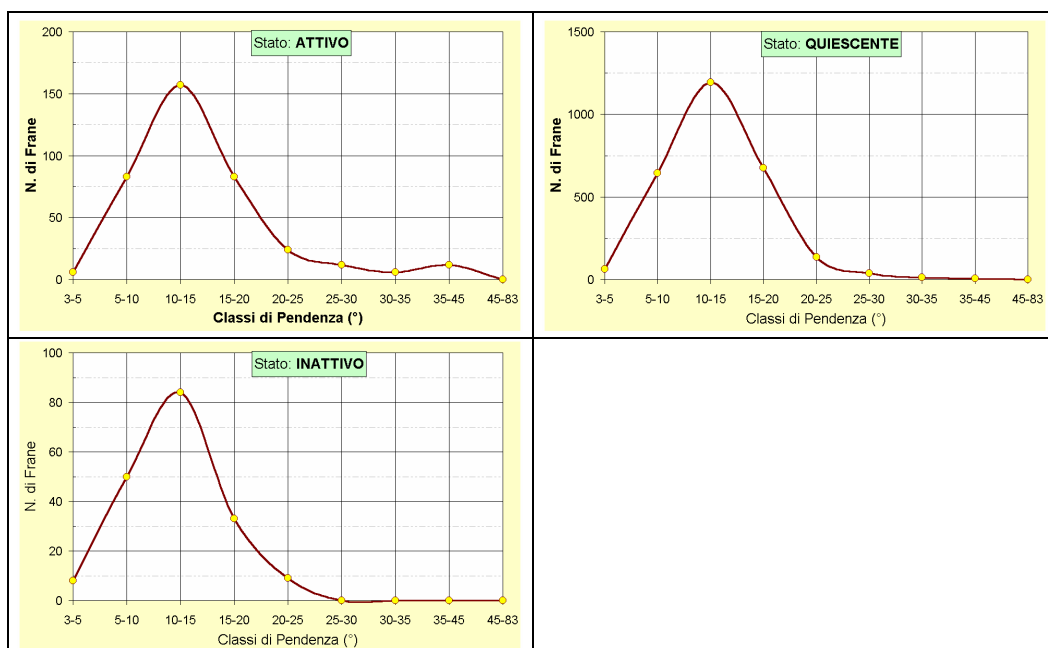 Stato: ATTIVO
N. di Frane
200
150
100
50
0
3-5 5-10 10-15 15-20 20-25 25-30 30-35 35-45 45-83
Classi di Pendenza (°)
Stato: QUIESCENTE
N. di Frane
1500
1000
500
0
3-5 5-10 10-15 15-20 20-25 25-30 30-35 35-45 45-83
Classi di Pendenza (°)
Stato: INATTIVO
N. di Frane
100
80
60
40
20
0
3-5 5-10 10-15 15-20 20-25 25-30 30-35 35-45 45-83
Classi di Pendenza (°)